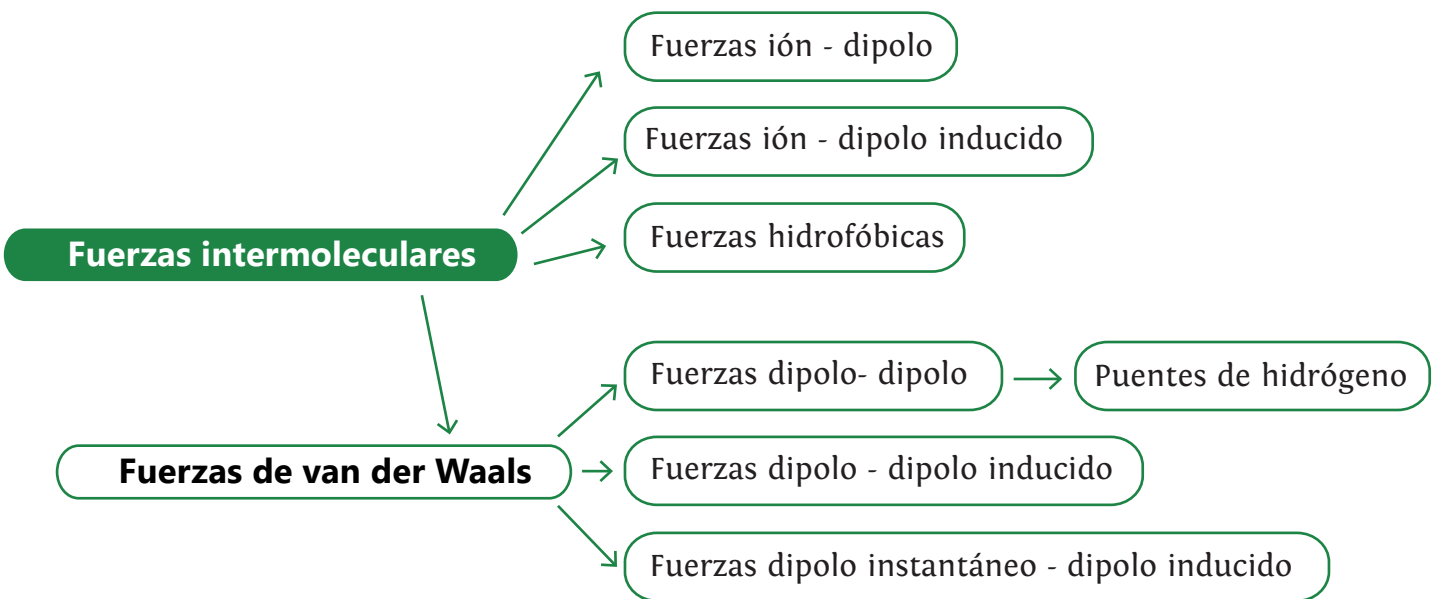 Fuerzas ión - dipolo
Fuerzas ión - dipolo inducido
Fuerzas hidrofóbicas
Fuerzas intermoleculares
Fuerzas dipolo- dipolo
Puentes de hidrógeno
Fuerzas de van der Waals
Fuerzas dipolo - dipolo inducido
Fuerzas dipolo instantáneo - dipolo inducido